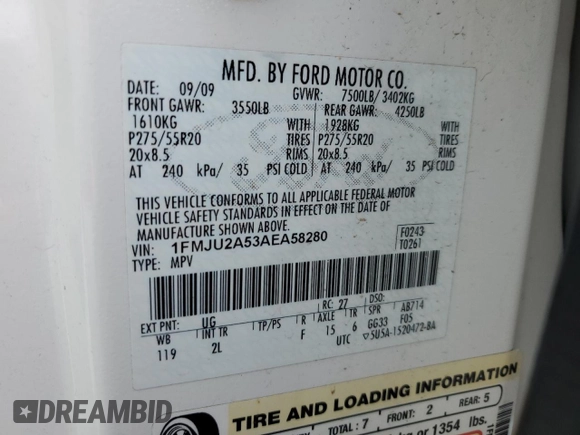 MFD. BY FORD MOTOR CO.
DATE: 09/09 GVWR: 7500LB/ 3402KG
FRONT GAWR: 3550LB REAR GAWR: 4250LB
1610KG WITH 1928KG WITH
P275/55R20 TIRES P275/55R20 TIRES
20x8.5 RIMS 20x8.5 RIMS
AT 240 kPa/ 35 PSI COLD AT 240 kPa/ 35 PSI COLD
THIS VEHICLE CONFORMS TO ALL APPLICABLE FEDERAL MOTOR
VEHICLE SAFETY STANDARDS IN EFFECT ON THE DATE OF
MANUFACTURE SHOWN ABOVE.
VIN: 1FMJU2A53AEA58280 F0243
TYPE: MPV T0261
RC: 27 DSO:
EXT PNT: UG R AXLE TR SPR AB714
WB INT TR TP/PS F 15 6 GG33 F05
119 2L UTC ▽5U5A-1520472-BA
TIRE AND LOADING INFORMATION
TOTAL: 7 FRONT: 2 REAR: 5
or 1354 lbs.
DREAMBID